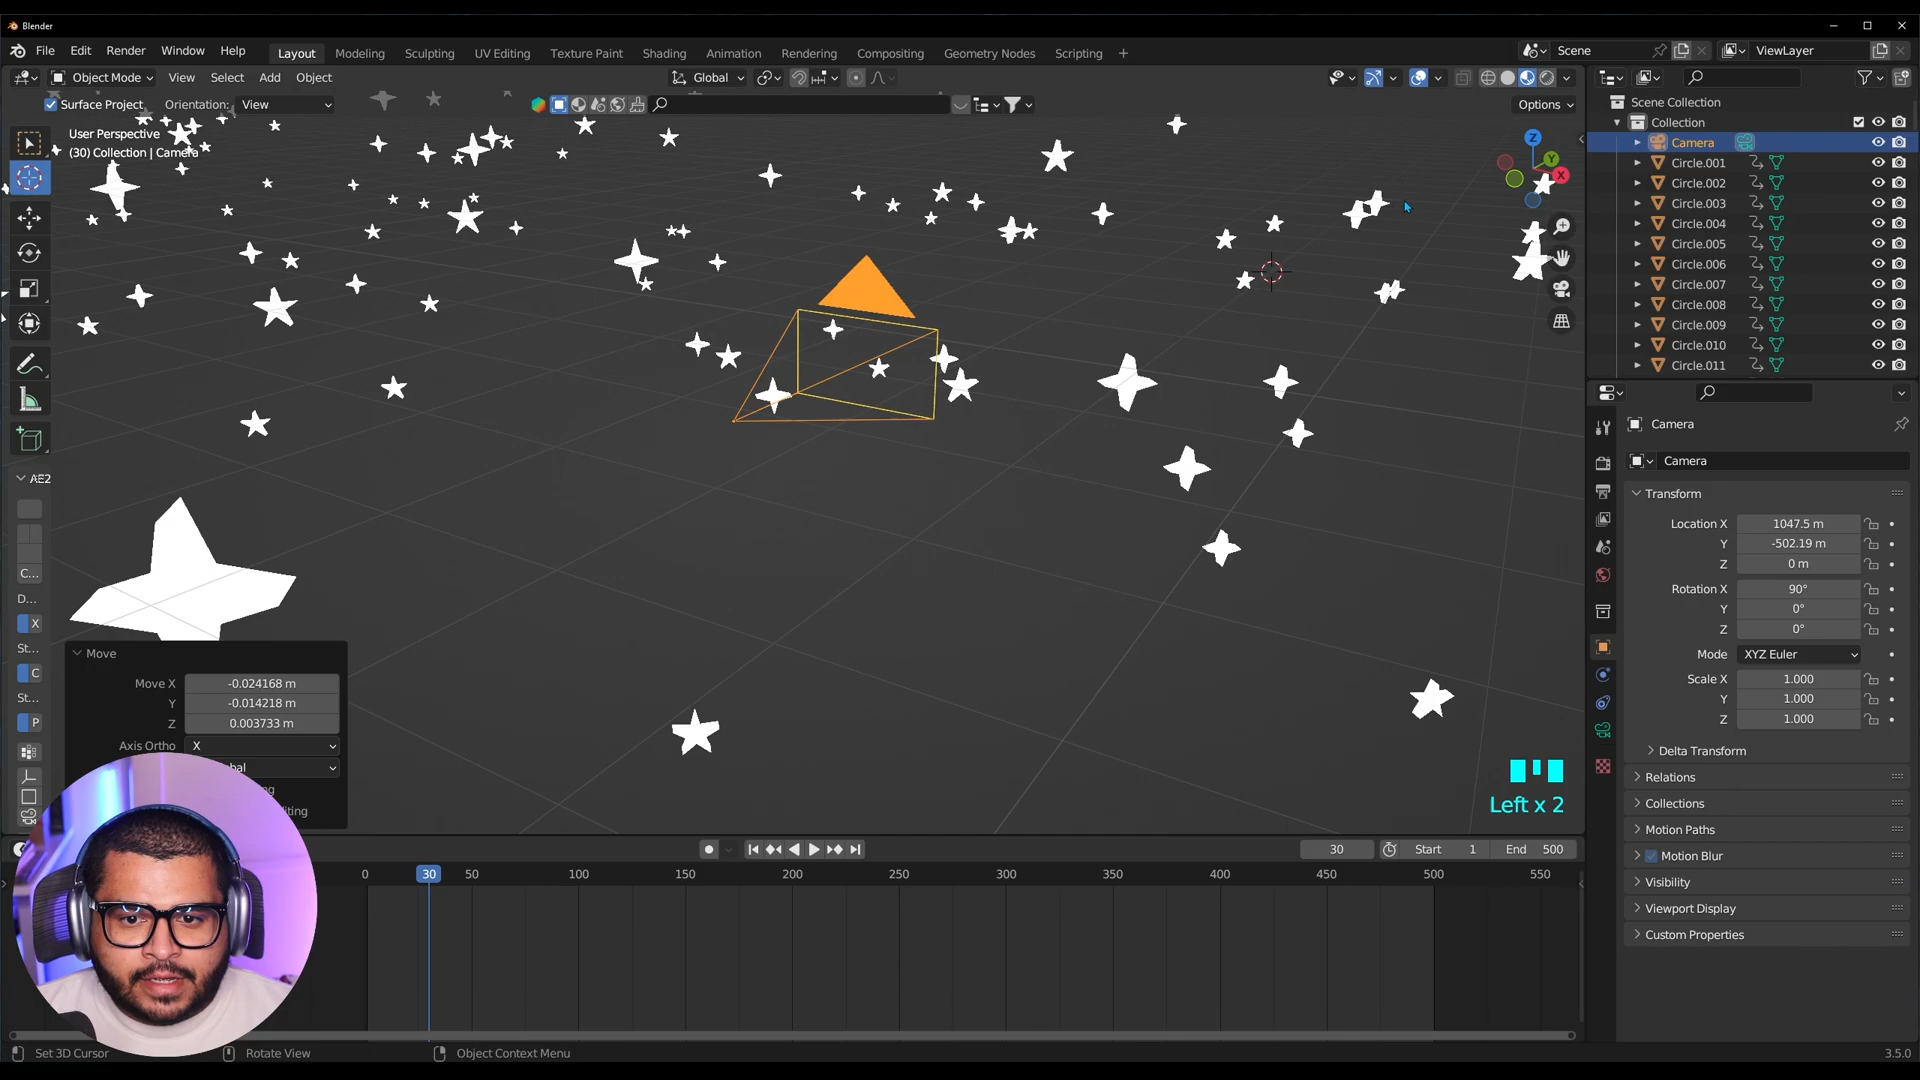 Blender
File Edit Render Window Help
Layout Modeling Sculpting UV Editing Texture Paint Shading Animation Rendering Compositing Geometry Nodes Scripting +
Scene
ViewLayer
Object Mode View Select Add Object
Global
Surface Project Orientation: View
Options
User Perspective
(30) Collection | Camera
Z
Y
X
AE2
C...
D...
X
St...
C
St...
P
Move
Move X -0.024168 m
Y -0.014218 m
Z 0.003733 m
Axis Ortho X
bal
ng
iting
Left x 2
30 Start 1 End 500
0 30 50 100 150 200 250 300 350 400 450 500 550
Set 3D Cursor Rotate View Object Context Menu
3.5.0
Scene Collection
Collection
Camera
Circle.001
Circle.002
Circle.003
Circle.004
Circle.005
Circle.006
Circle.007
Circle.008
Circle.009
Circle.010
Circle.011
Camera
Camera
Transform
Location X 1047.5 m
Y -502.19 m
Z 0 m
Rotation X 90°
Y 0°
Z 0°
Mode XYZ Euler
Scale X 1.000
Y 1.000
Z 1.000
Delta Transform
Relations
Collections
Motion Paths
Motion Blur
Visibility
Viewport Display
Custom Properties